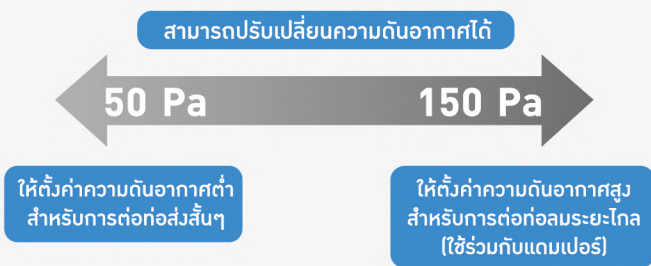 สามารถปรับเปลี่ยนความดันอากาศได้
50 Pa
150 Pa
ให้ตั้งค่าความดันอากาศต่ำ
สำหรับการต่อท่อส่งสั้นๆ
ให้ตั้งค่าความดันอากาศสูง
สำหรับการต่อท่อลมระยะไกล
(ใช้ร่วมกับแดมเปอร์)